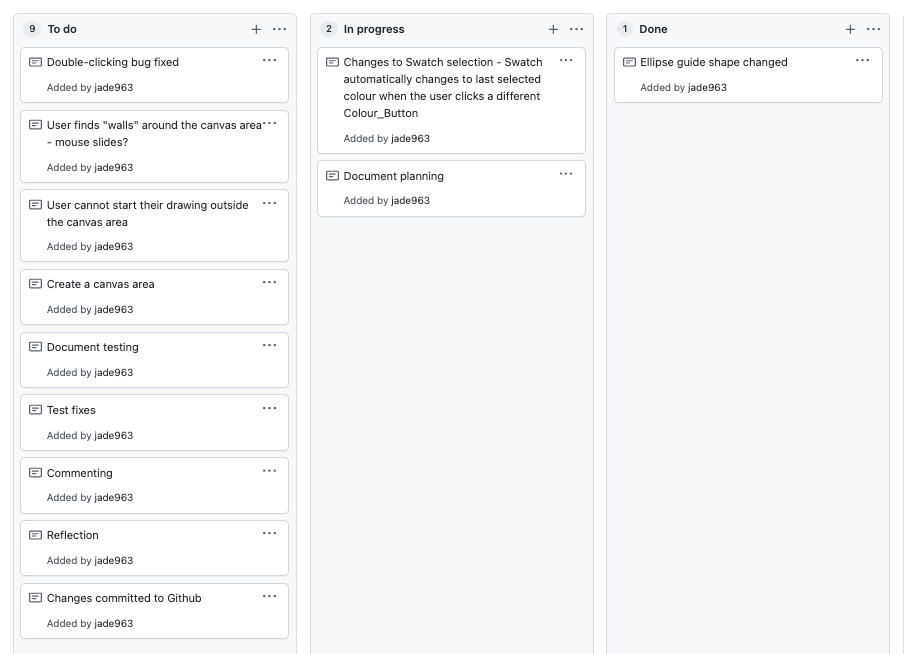 9 To do
Double-clicking bug fixed
Added by jade963
User finds "walls" around the canvas area
- mouse slides?
Added by jade963
User cannot start their drawing outside
the canvas area
Added by jade963
Create a canvas area
Added by jade963
Document testing
Added by jade963
Test fixes
Added by jade963
Commenting
Added by jade963
Reflection
Added by jade963
Changes committed to Github
Added by jade963
2 In progress
Changes to Swatch selection - Swatch
automatically changes to last selected
colour when the user clicks a different
Colour_Button
Added by jade963
Document planning
Added by jade963
1 Done
Ellipse guide shape changed
Added by jade963